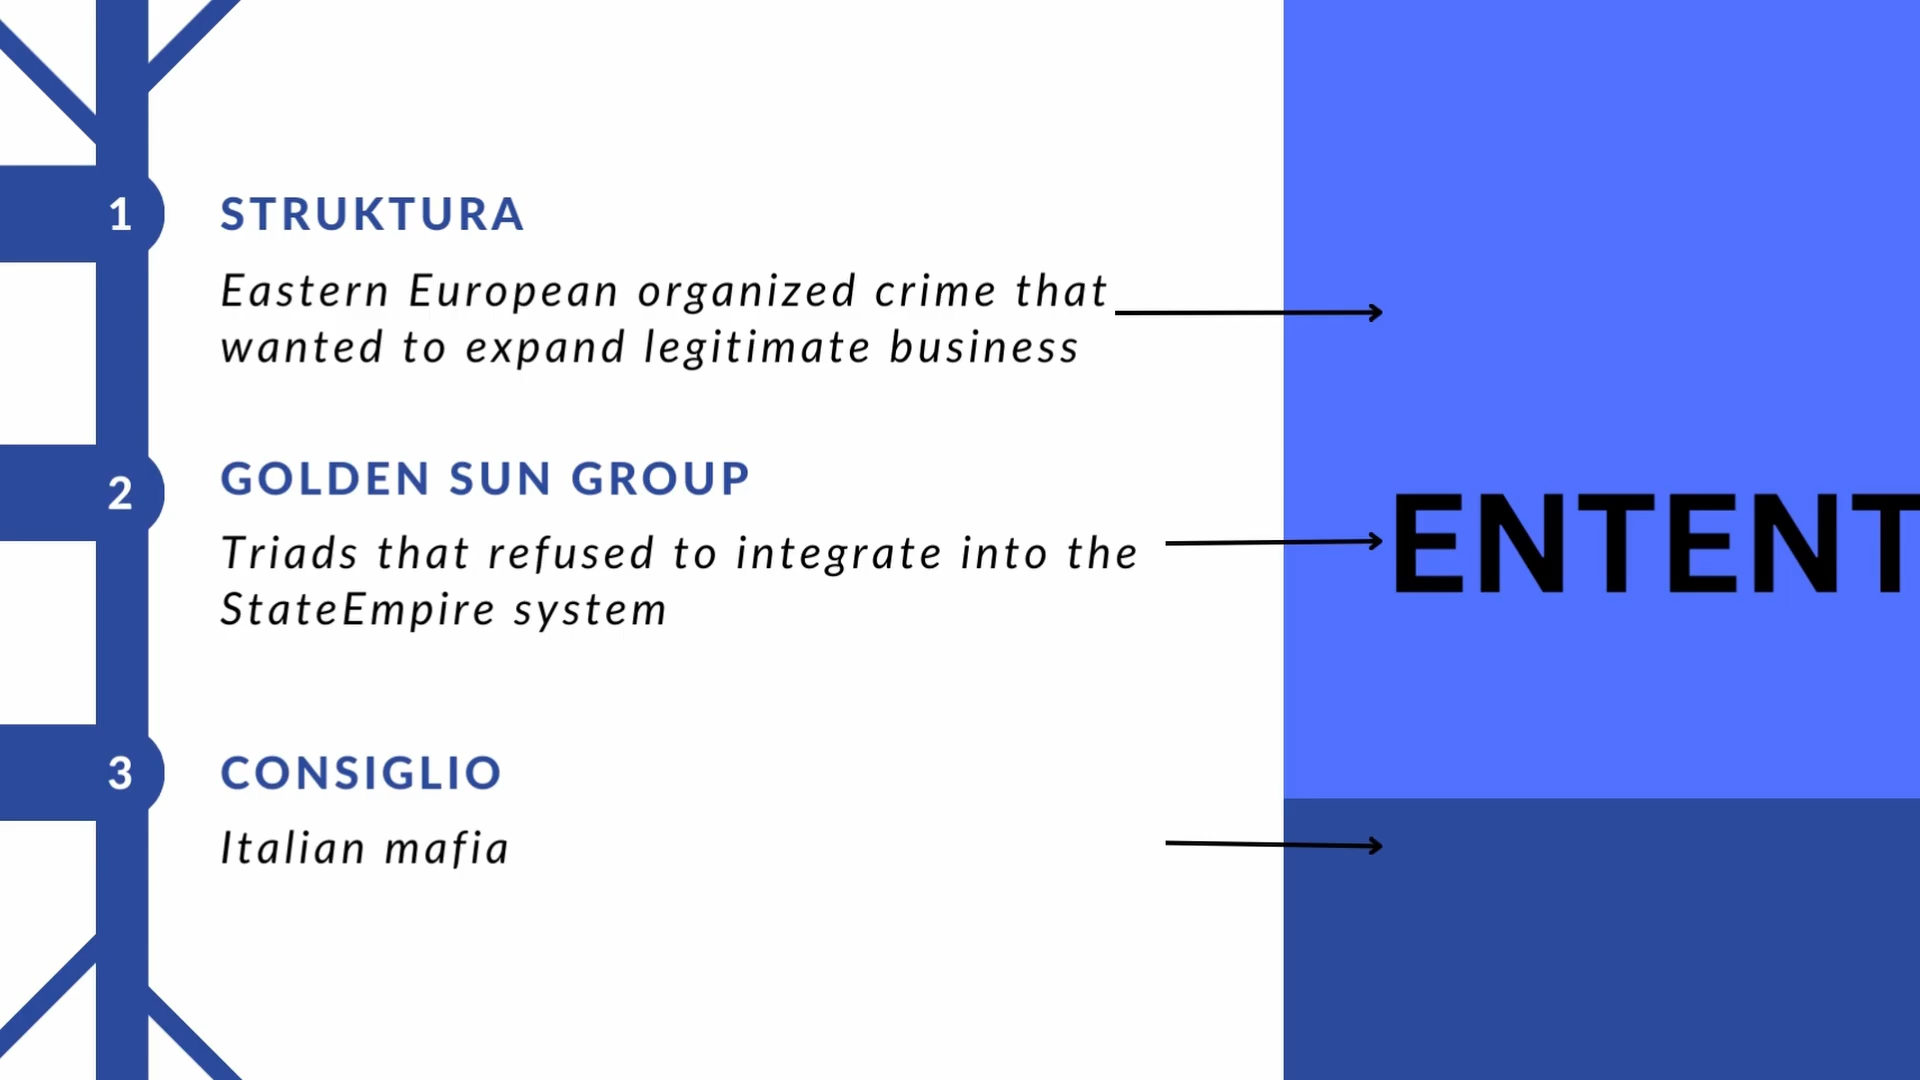 1
STRUKTURA
Eastern European organized crime that
wanted to expand legitimate business
2
GOLDEN SUN GROUP
Triads that refused to integrate into the
StateEmpire system
ENTENT
3
CONSIGLIO
Italian mafia